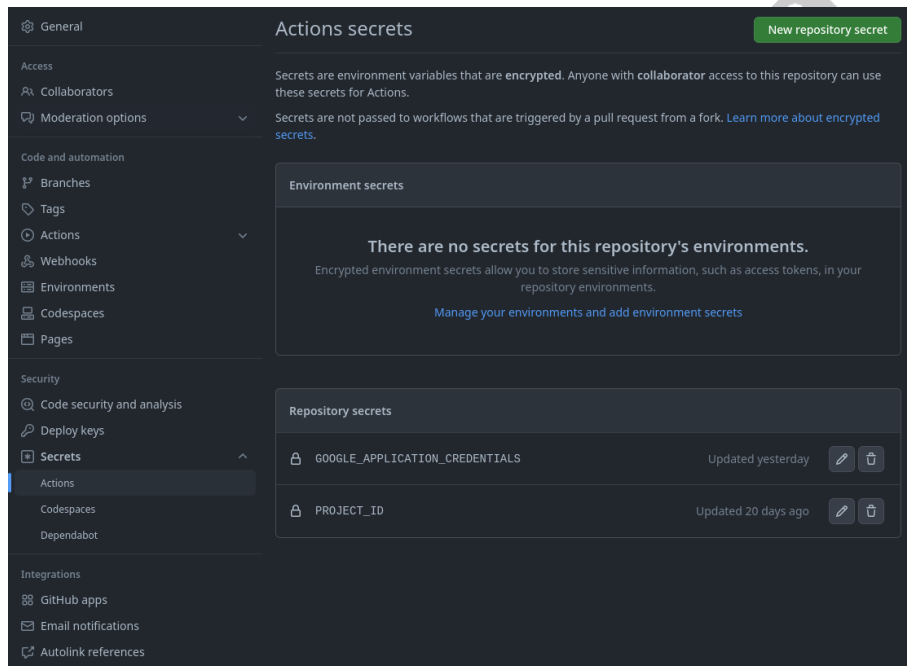 General
Access
Collaborators
Moderation options
Code and automation
Branches
Tags
Actions
Webhooks
Environments
Codespaces
Pages
Security
Code security and analysis
Deploy keys
Secrets
Actions
Codespaces
Dependabot
Integrations
GitHub apps
Email notifications
Autolink references
Actions secrets
New repository secret
Secrets are environment variables that are encrypted. Anyone with collaborator access to this repository can use
these secrets for Actions.
Secrets are not passed to workflows that are triggered by a pull request from a fork. Learn more about encrypted
secrets.
Environment secrets
There are no secrets for this repository's environments.
Encrypted environment secrets allow you to store sensitive information, such as access tokens, in your
repository environments.
Manage your environments and add environment secrets
Repository secrets
GOOGLE_APPLICATION_CREDENTIALS Updated yesterday
PROJECT_ID Updated 20 days ago